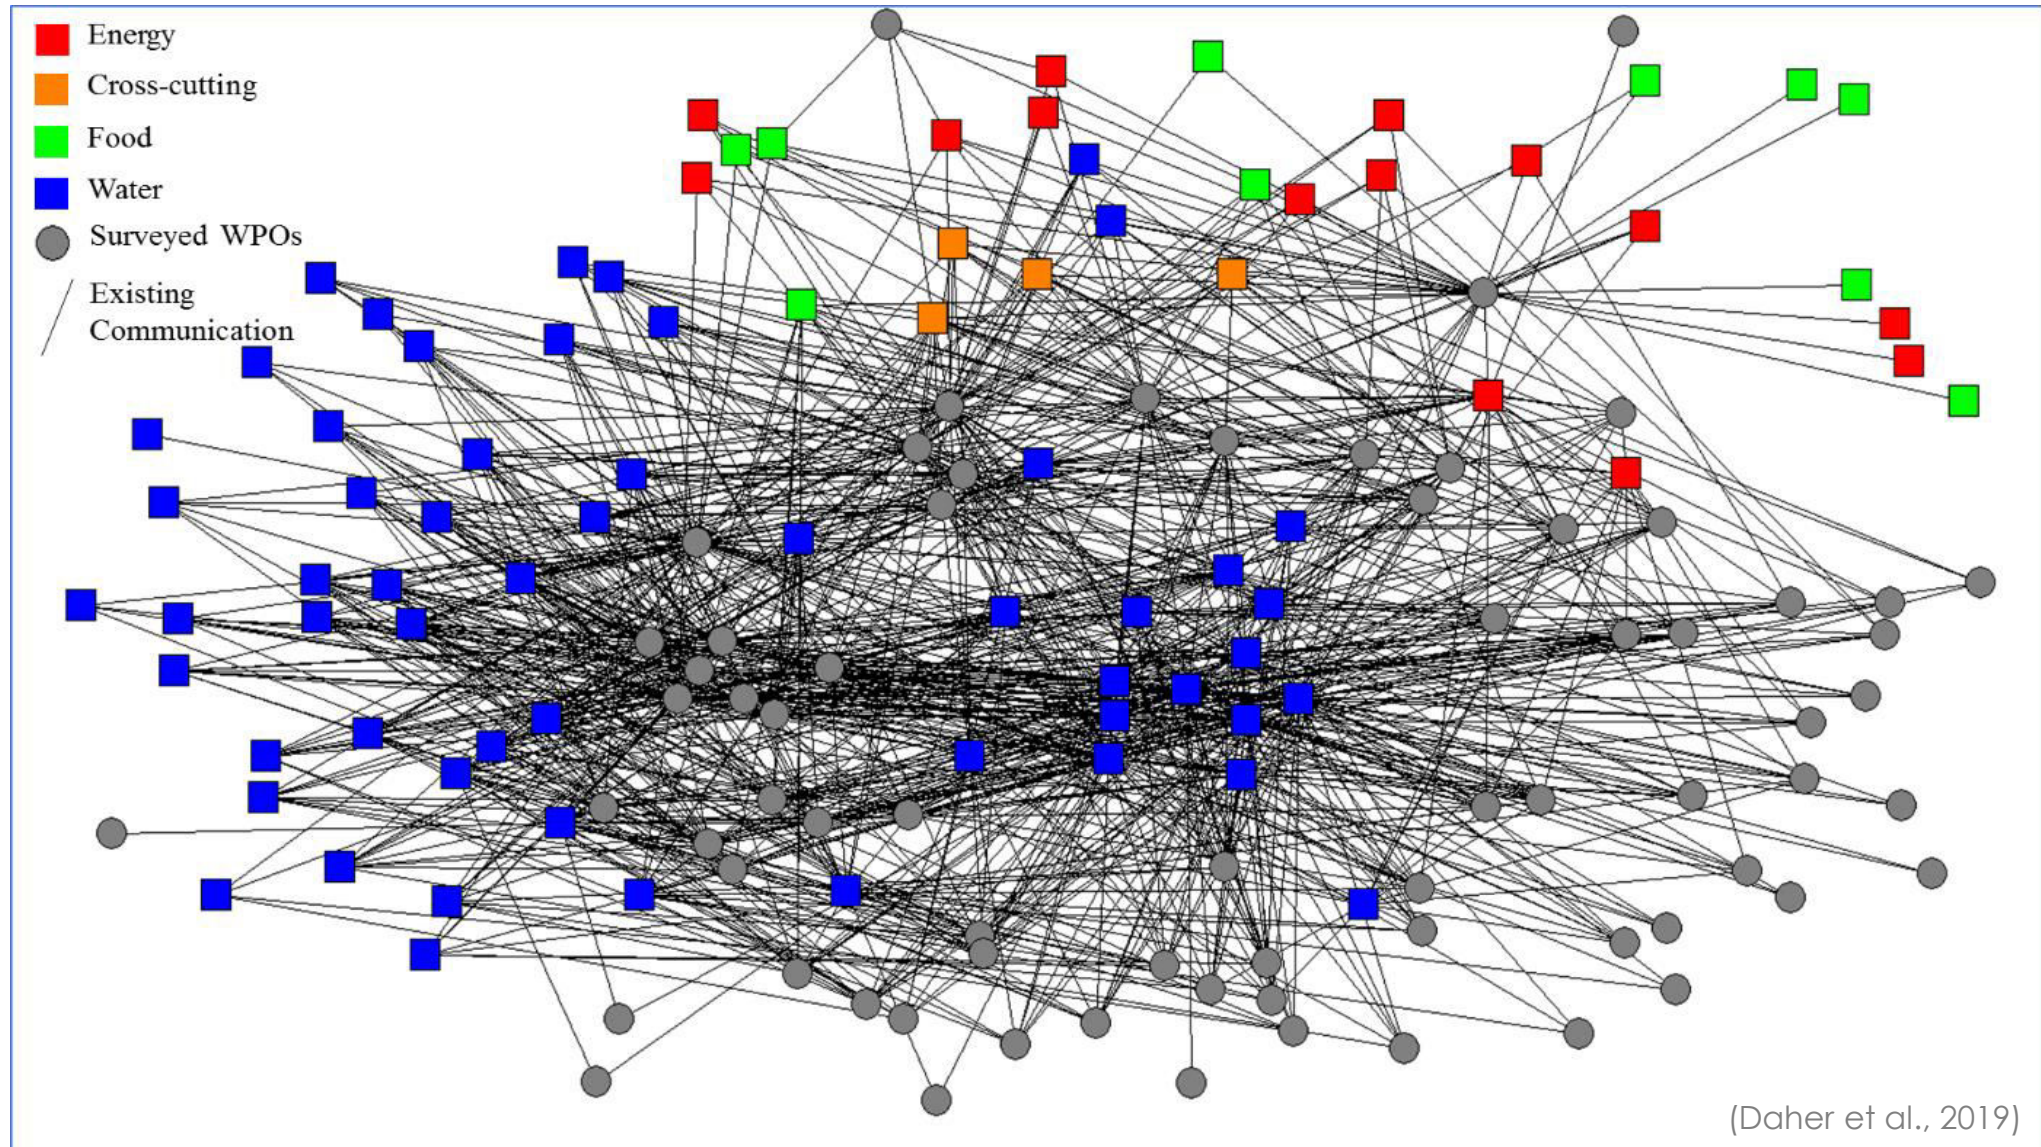 Energy
Cross-cutting
Food
Water
Surveyed WPOs
Existing
Communication
(Daher et al., 2019)